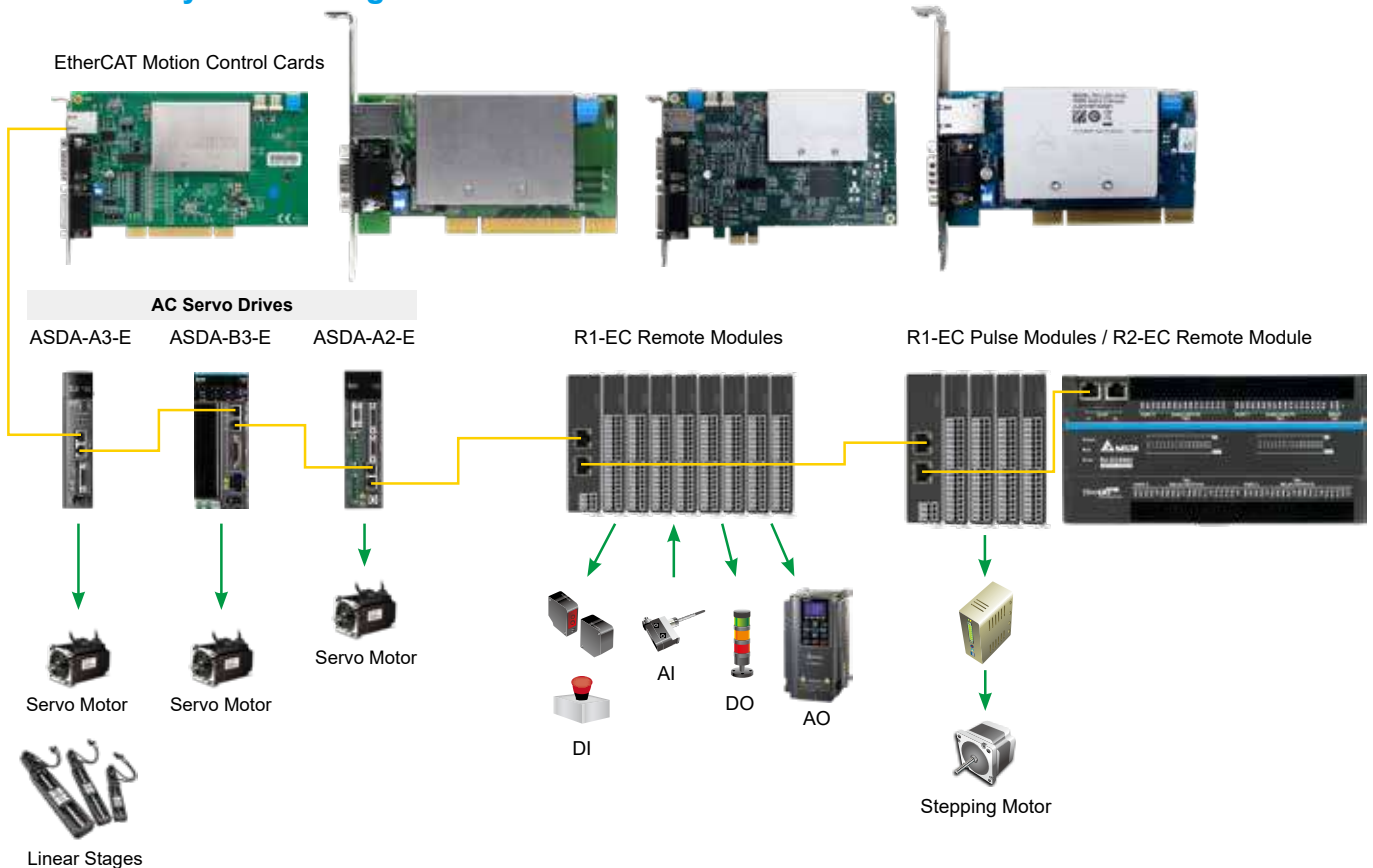 EtherCAT Motion Control Cards
AC Servo Drives
ASDA-A3-E
ASDA-B3-E
ASDA-A2-E
R1-EC Remote Modules
R1-EC Pulse Modules / R2-EC Remote Module
Servo Motor
Servo Motor
Servo Motor
DI
AI
DO
AO
Stepping Motor
Linear Stages